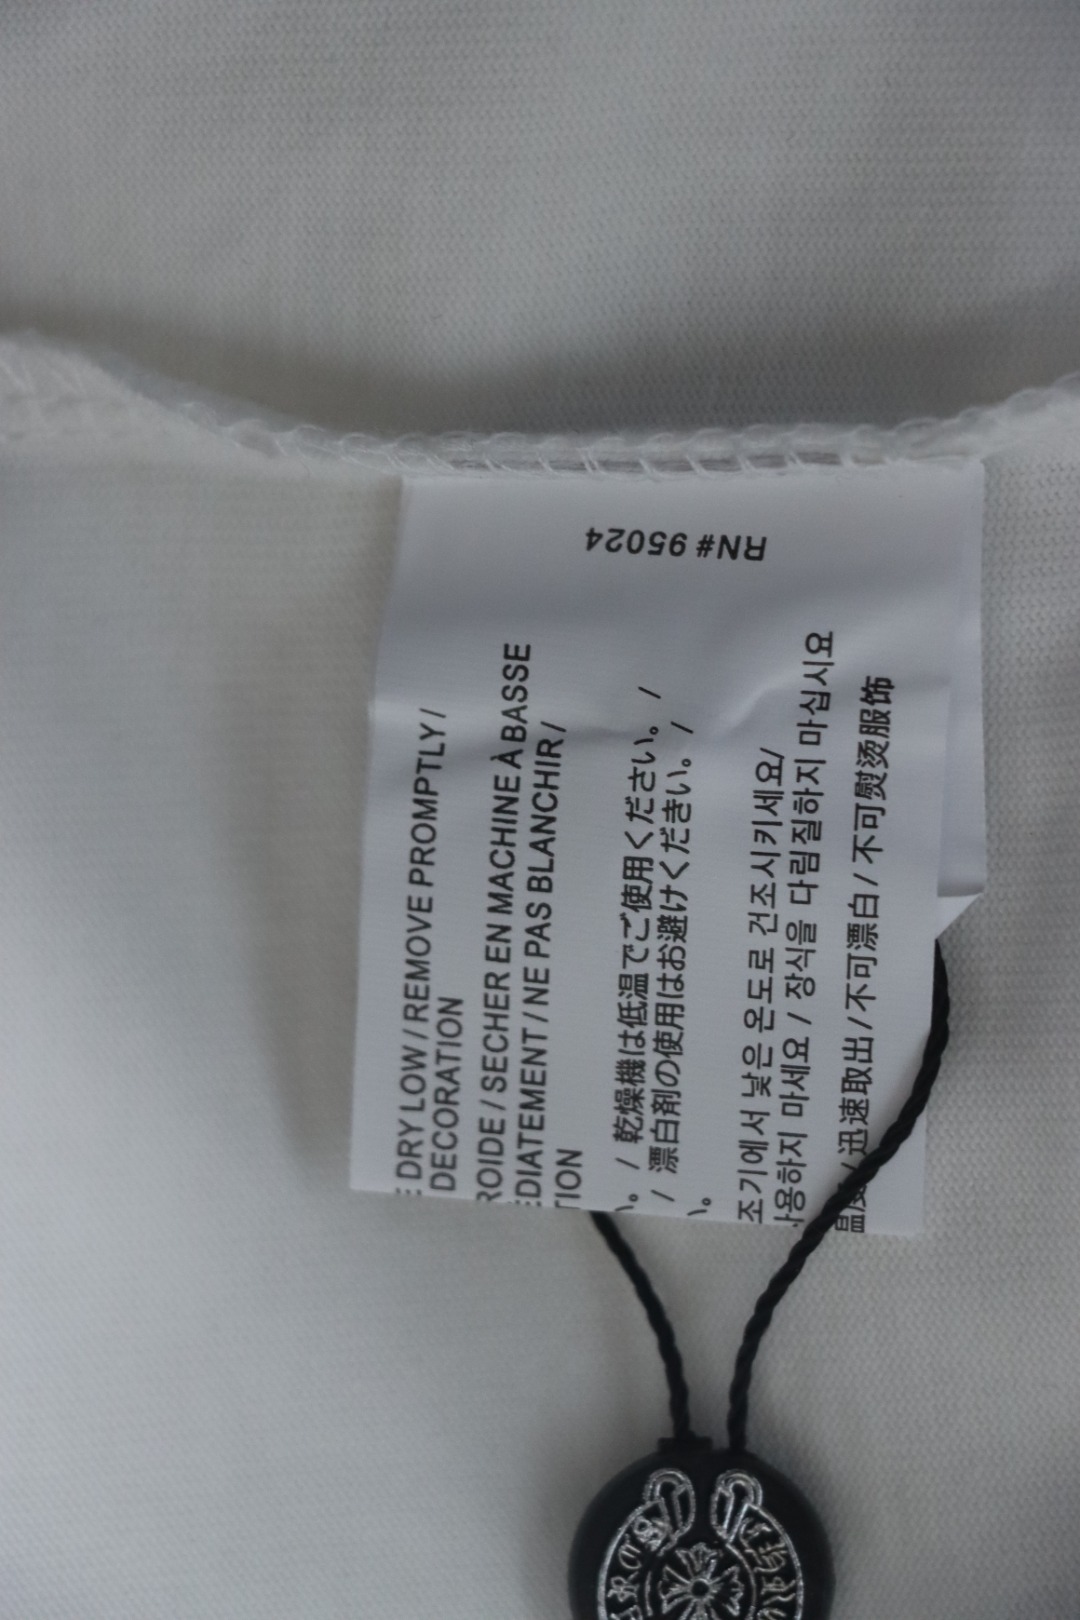 RN# 95024
DRY LOW / REMOVE PROMPTLY /
DECORATION
ROIDE / SECHER EN MACHINE À BASSE
DIATEMENT / NE PAS BLANCHIR /
TION
。 / 乾燥機は低温でご使用ください。 /
/ 漂白剤の使用はお避けくだきい。 /
。
조기에서 낮은 온도로 건조시키세요/
사용하지 마세요 / 장식을 다림질하지 마십시요
温度 / 迅速取出 / 不可漂白 / 不可熨烫服饰